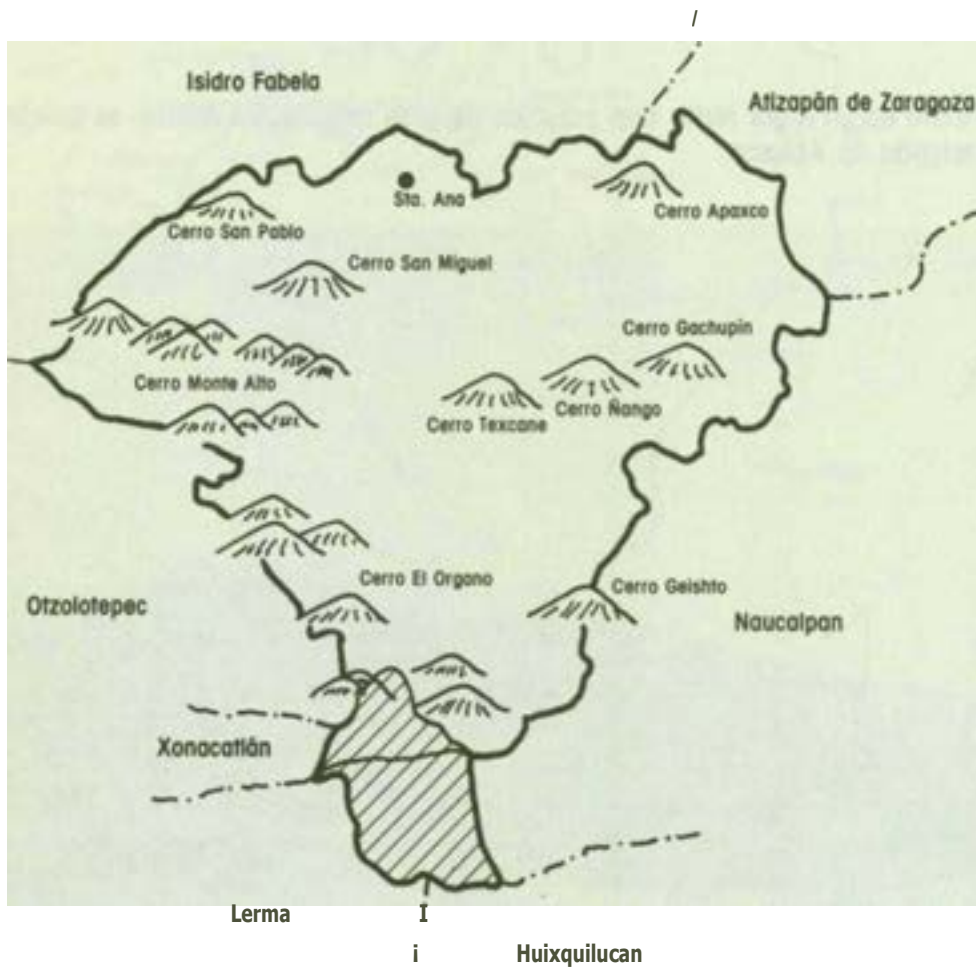 /
Isidro Fabela
Atizapán de Zaragoza
Sta. Ana
Cerro Apaxco
Cerro San Pablo
Cerro San Miguel
Cerro Gachupín
Cerro Monte Alto
Cerro Ñango
Cerro Texcane
Cerro El Organo
Cerro Geishto
Otzolotepec
Naucalpan
Xonacatlán
Lerma I
i Huixquilucan